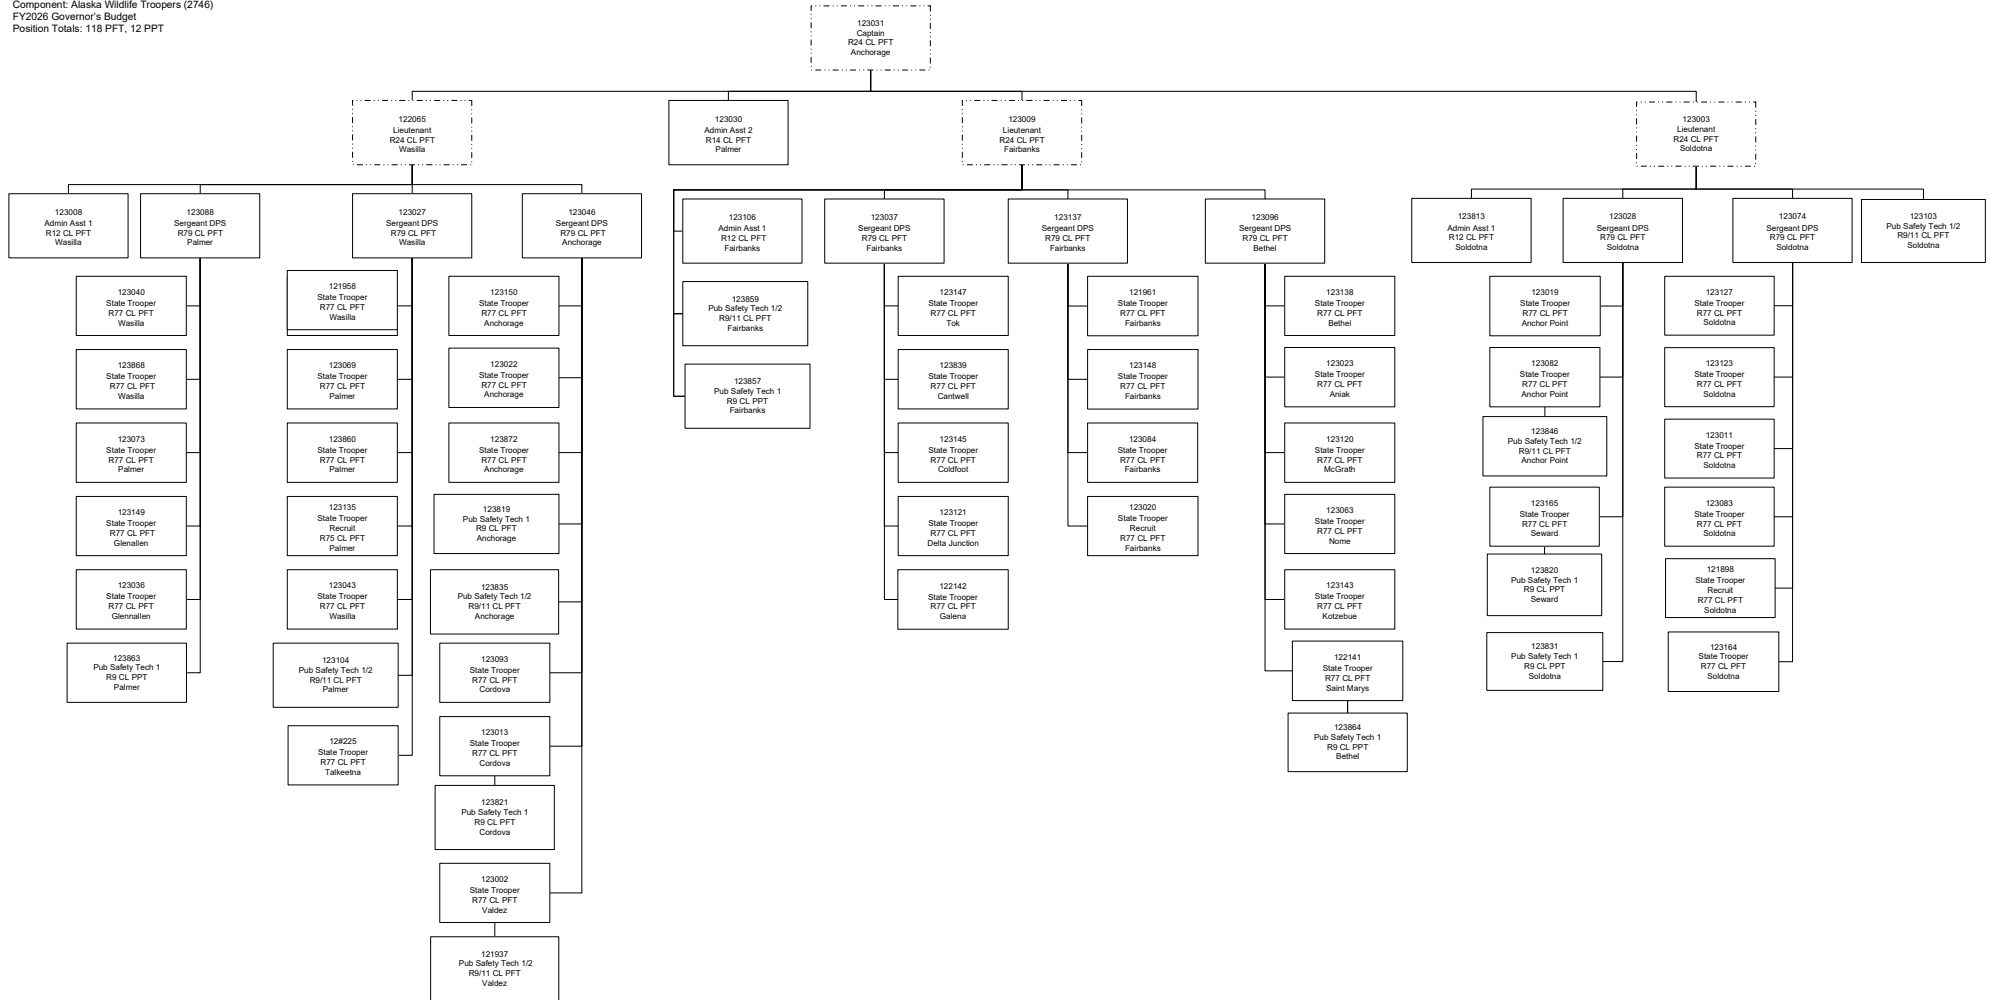 Component: Alaska Wildlife Troopers (2746)
FY2026 Governor's Budget
Position Totals: 118 PFT, 12 PPT
123031
Captain
R24 CL PFT
Anchorage
122065
Lieutenant
R24 CL PFT
Wasilla
123030
Admin Asst 2
R14 CL PFT
Palmer
123009
Lieutenant
R24 CL PFT
Fairbanks
123003
Lieutenant
R24 CL PFT
Soldotna
123008
Admin Asst 1
R12 CL PFT
Wasilla
123088
Sergeant DPS
R79 CL PFT
Palmer
123027
Sergeant DPS
R79 CL PFT
Wasilla
123046
Sergeant DPS
R79 CL PFT
Anchorage
123106
Admin Asst 1
R12 CL PFT
Fairbanks
123037
Sergeant DPS
R79 CL PFT
Fairbanks
123137
Sergeant DPS
R79 CL PFT
Fairbanks
123096
Sergeant DPS
R79 CL PFT
Bethel
123813
Admin Asst 1
R12 CL PFT
Soldotna
123028
Sergeant DPS
R79 CL PFT
Soldotna
123074
Sergeant DPS
R79 CL PFT
Soldotna
123103
Pub Safety Tech 1/2
R9/11 CL PFT
Soldotna
123040
State Trooper
R77 CL PFT
Wasilla
123868
State Trooper
R77 CL PFT
Wasilla
123073
State Trooper
R77 CL PFT
Palmer
123149
State Trooper
R77 CL PFT
Glenallen
123036
State Trooper
R77 CL PFT
Glennallen
123863
Pub Safety Tech 1
R9 CL PPT
Palmer
121958
State Trooper
R77 CL PFT
Wasilla
123069
State Trooper
R77 CL PFT
Palmer
123860
State Trooper
R77 CL PFT
Palmer
123135
State Trooper
Recruit
R75 CL PFT
Palmer
123043
State Trooper
R77 CL PFT
Wasilla
123104
Pub Safety Tech 1/2
R9/11 CL PFT
Palmer
12#225
State Trooper
R77 CL PFT
Talkeetna
123150
State Trooper
R77 CL PFT
Anchorage
123022
State Trooper
R77 CL PFT
Anchorage
123872
State Trooper
R77 CL PFT
Anchorage
123819
Pub Safety Tech 1
R9 CL PFT
Anchorage
123835
Pub Safety Tech 1/2
R9/11 CL PFT
Anchorage
123093
State Trooper
R77 CL PFT
Cordova
123013
State Trooper
R77 CL PFT
Cordova
123821
Pub Safety Tech 1
R9 CL PFT
Cordova
123002
State Trooper
R77 CL PFT
Valdez
121937
Pub Safety Tech 1/2
R9/11 CL PFT
Valdez
123859
Pub Safety Tech 1/2
R9/11 CL PFT
Fairbanks
123857
Pub Safety Tech 1
R9 CL PPT
Fairbanks
123147
State Trooper
R77 CL PFT
Tok
123839
State Trooper
R77 CL PFT
Cantwell
123145
State Trooper
R77 CL PFT
Coldfoot
123121
State Trooper
R77 CL PFT
Delta Junction
122142
State Trooper
R77 CL PFT
Galena
121961
State Trooper
R77 CL PFT
Fairbanks
123148
State Trooper
R77 CL PFT
Fairbanks
123084
State Trooper
R77 CL PFT
Fairbanks
123020
State Trooper
Recruit
R77 CL PFT
Fairbanks
123138
State Trooper
R77 CL PFT
Bethel
123023
State Trooper
R77 CL PFT
Aniak
123120
State Trooper
R77 CL PFT
McGrath
123063
State Trooper
R77 CL PFT
Nome
123143
State Trooper
R77 CL PFT
Kotzebue
122141
State Trooper
R77 CL PFT
Saint Marys
123864
Pub Safety Tech 1
R9 CL PPT
Bethel
123019
State Trooper
R77 CL PFT
Anchor Point
123082
State Trooper
R77 CL PFT
Anchor Point
123846
Pub Safety Tech 1/2
R9/11 CL PFT
Anchor Point
123165
State Trooper
R77 CL PFT
Seward
123820
Pub Safety Tech 1
R9 CL PPT
Seward
123831
Pub Safety Tech 1
R9 CL PPT
Soldotna
123127
State Trooper
R77 CL PFT
Soldotna
123123
State Trooper
R77 CL PFT
Soldotna
123011
State Trooper
R77 CL PFT
Soldotna
123083
State Trooper
R77 CL PFT
Soldotna
121898
State Trooper
Recruit
R77 CL PFT
Soldotna
123164
State Trooper
R77 CL PFT
Soldotna